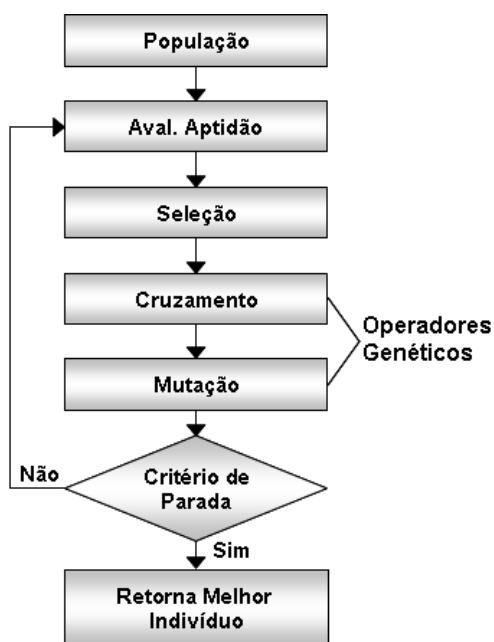 População
Aval. Aptidão
Seleção
Cruzamento
Operadores
Genéticos
Mutação
Não
Critério de
Parada
Sim
Retorna Melhor
Indivíduo